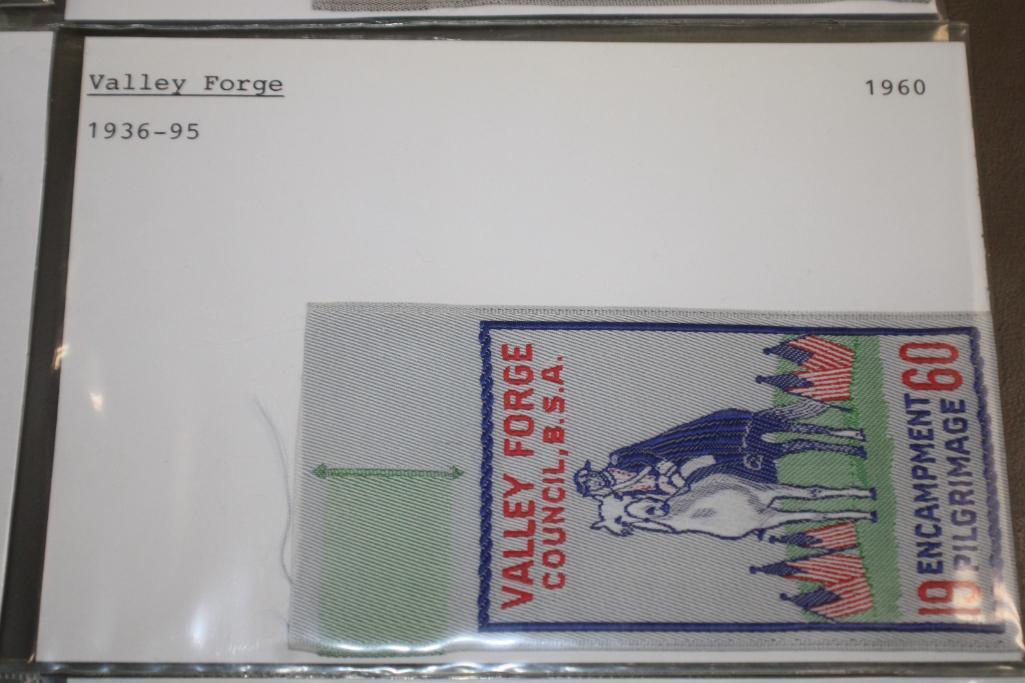 Valley Forge
1960
1936-95
VALLEY FORGE
COUNCIL, B.S.A.
19 ENCAMPMENT 60
PILGRIMAGE